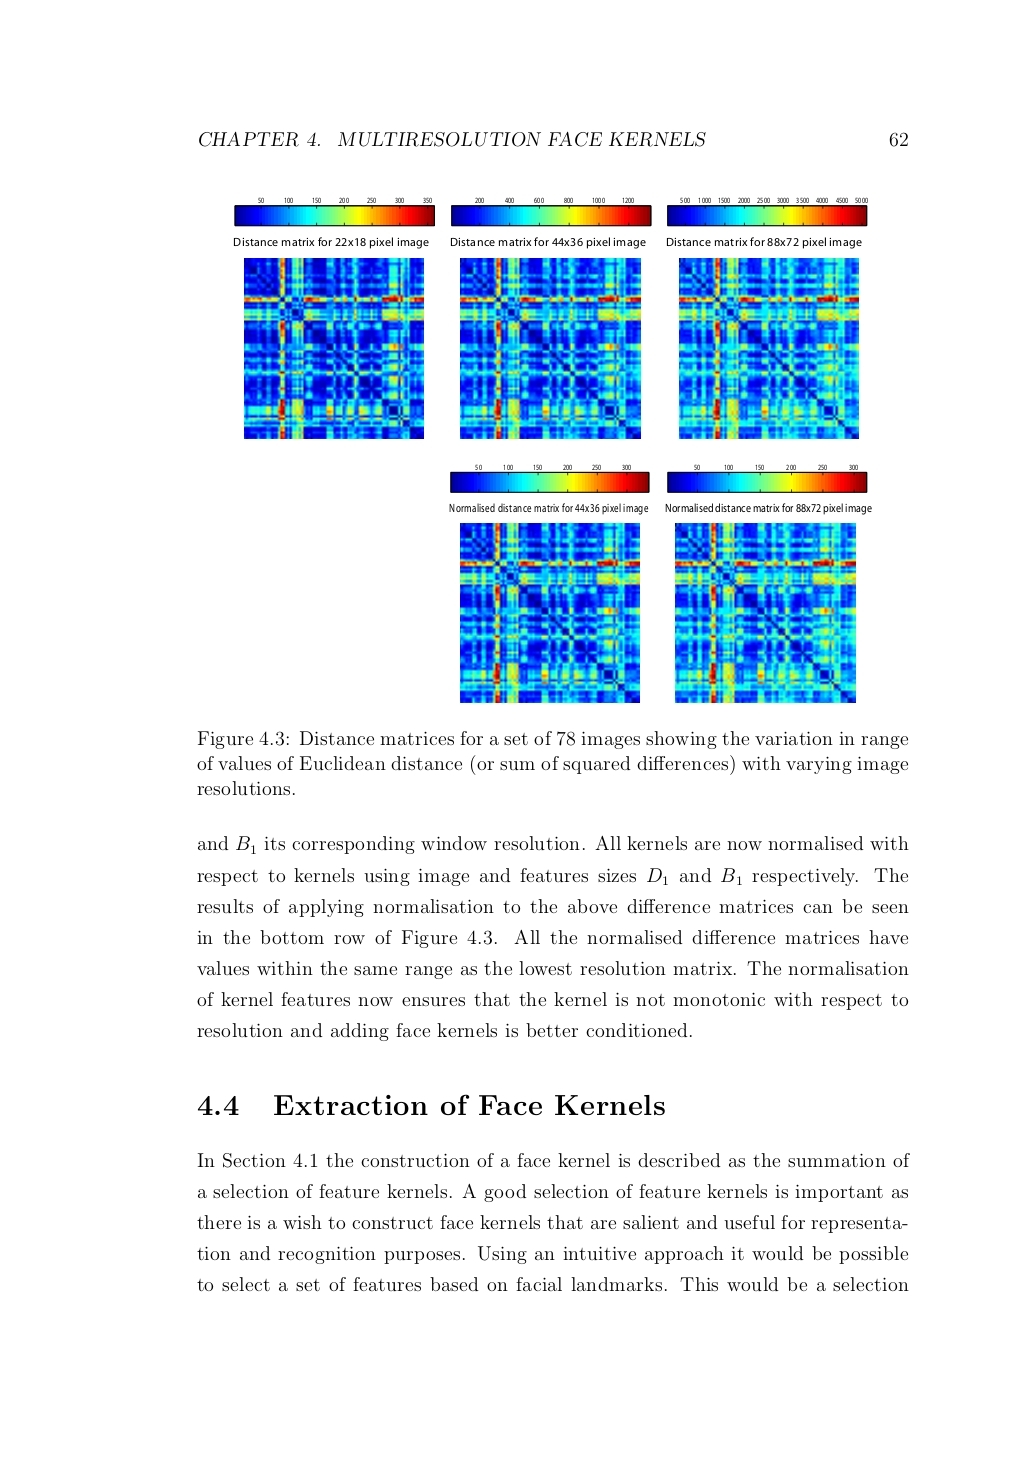 CHAPTER 4. MULTIRESOLUTION FACE KERNELS 62
50 100 150 200 250 300 350
200 400 600 800 1000 1200
500 1000 1500 2000 2500 3000 3500 4000 4500 5000
Distance matrix for 22x18 pixel image
Distance matrix for 44x36 pixel image
Distance matrix for 88x72 pixel image
50 100 150 200 250 300
50 100 150 200 250 300
Normalised distance matrix for 44x36 pixel image
Normalised distance matrix for 88x72 pixel image
Figure 4.3: Distance matrices for a set of 78 images showing the variation in range
of values of Euclidean distance (or sum of squared differences) with varying image
resolutions.
and B₁ its corresponding window resolution. All kernels are now normalised with
respect to kernels using image and features sizes D₁ and B₁ respectively. The
results of applying normalisation to the above difference matrices can be seen
in the bottom row of Figure 4.3. All the normalised difference matrices have
values within the same range as the lowest resolution matrix. The normalisation
of kernel features now ensures that the kernel is not monotonic with respect to
resolution and adding face kernels is better conditioned.
4.4 Extraction of Face Kernels
In Section 4.1 the construction of a face kernel is described as the summation of
a selection of feature kernels. A good selection of feature kernels is important as
there is a wish to construct face kernels that are salient and useful for representa-
tion and recognition purposes. Using an intuitive approach it would be possible
to select a set of features based on facial landmarks. This would be a selection